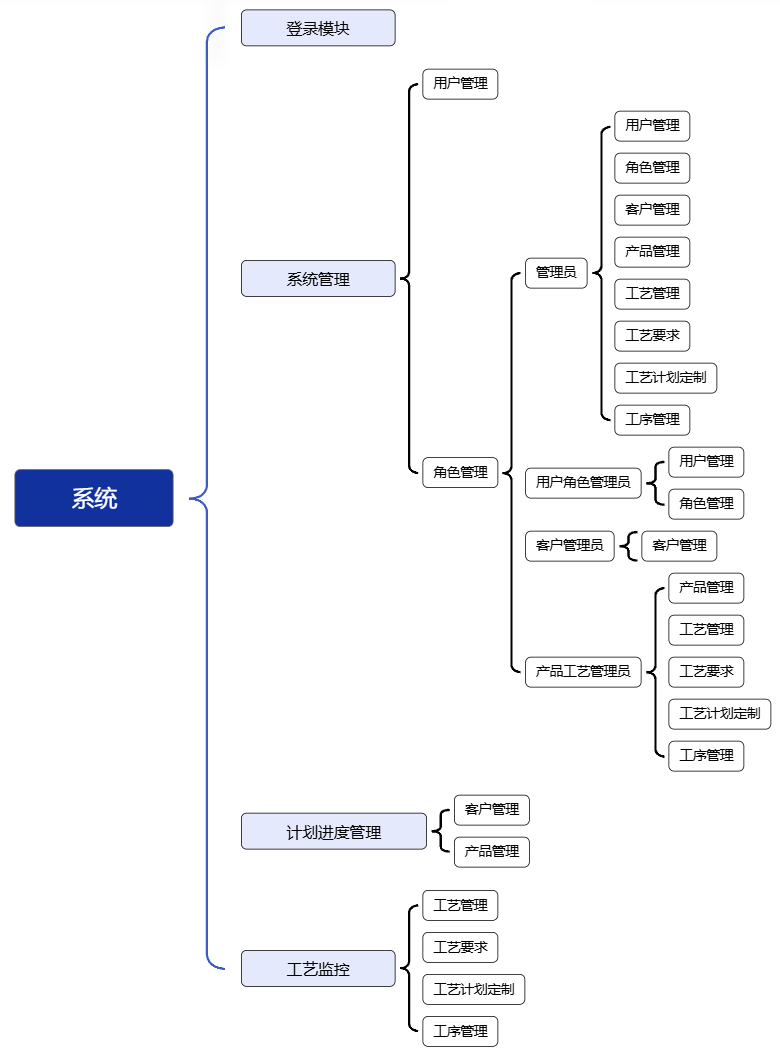 登录模块
用户管理
用户管理
角色管理
客户管理
产品管理
系统管理
管理员
工艺管理
工艺要求
工艺计划定制
工序管理
角色管理
用户角色管理员
用户管理
角色管理
系统
客户管理员
客户管理
产品管理
工艺管理
产品工艺管理员
工艺要求
工艺计划定制
工序管理
计划进度管理
客户管理
产品管理
工艺监控
工艺管理
工艺要求
工艺计划定制
工序管理